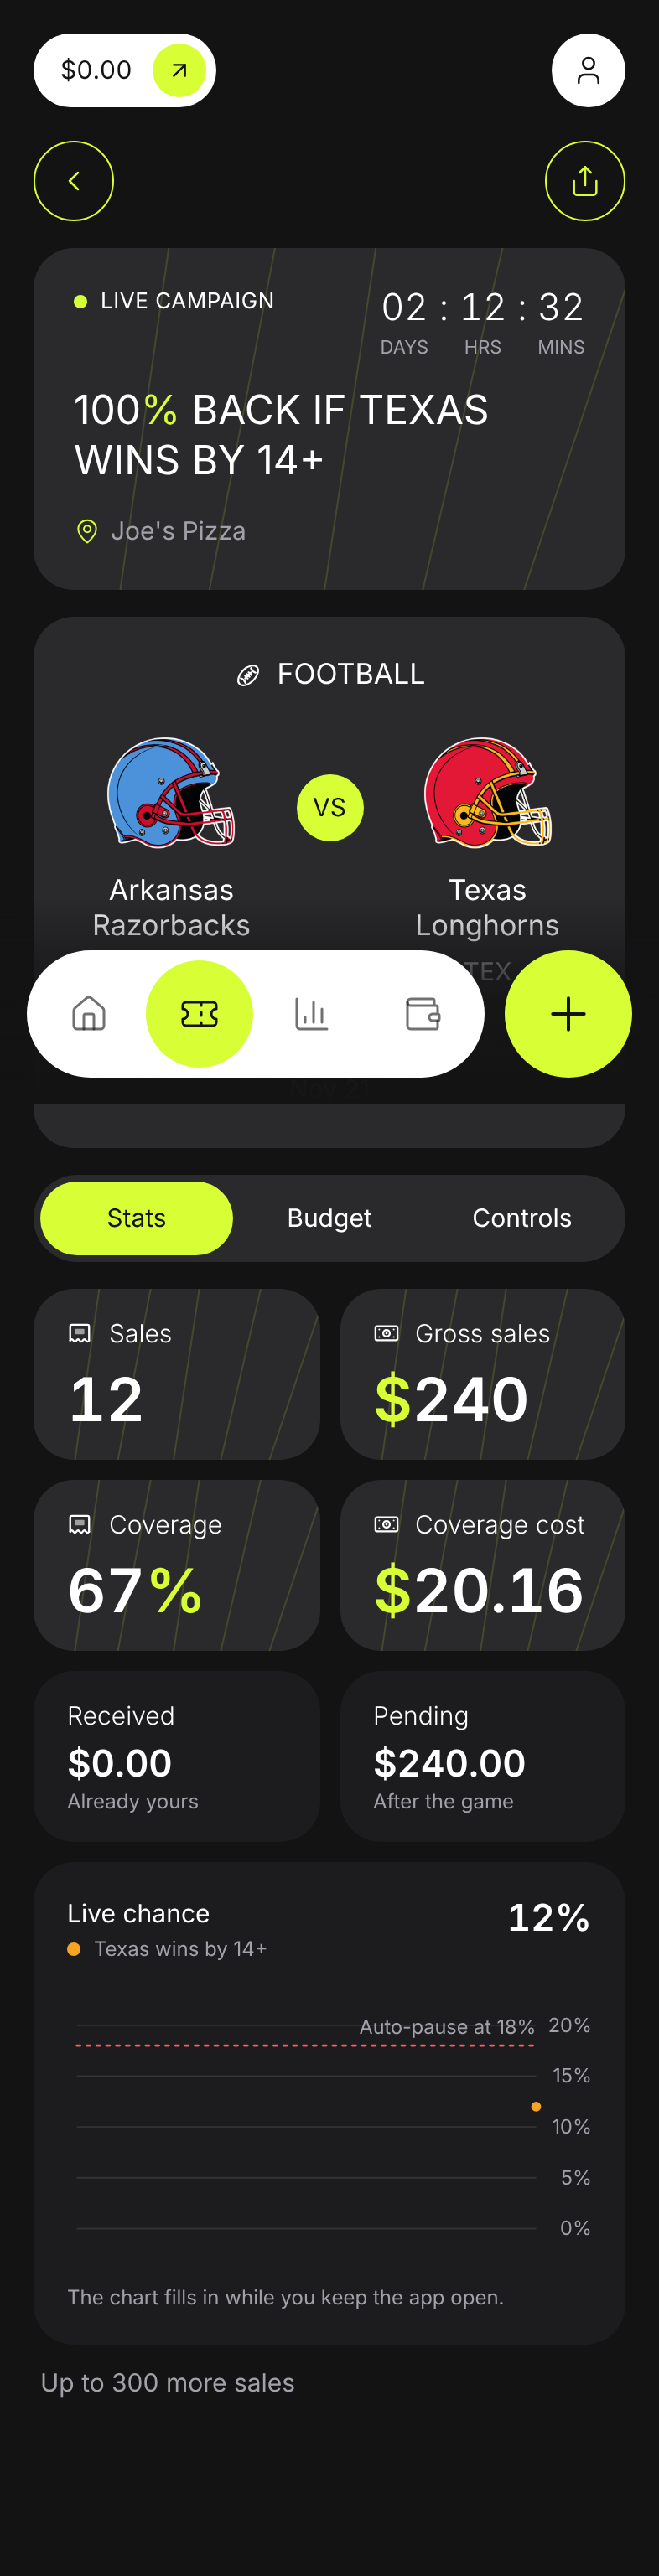 $0.00
LIVE CAMPAIGN
02 : 12 : 32
DAYS HRS MINS
100% BACK IF TEXAS
WINS BY 14+
Joe's Pizza
FOOTBALL
VS
Arkansas
Razorbacks
Texas
Longhorns
TEX
Nov 21
Stats Budget Controls
Sales
12
Gross sales
$240
Coverage
67%
Coverage cost
$20.16
Received
$0.00
Already yours
Pending
$240.00
After the game
Live chance
12%
Texas wins by 14+
Auto-pause at 18%
20%
15%
10%
5%
0%
The chart fills in while you keep the app open.
Up to 300 more sales